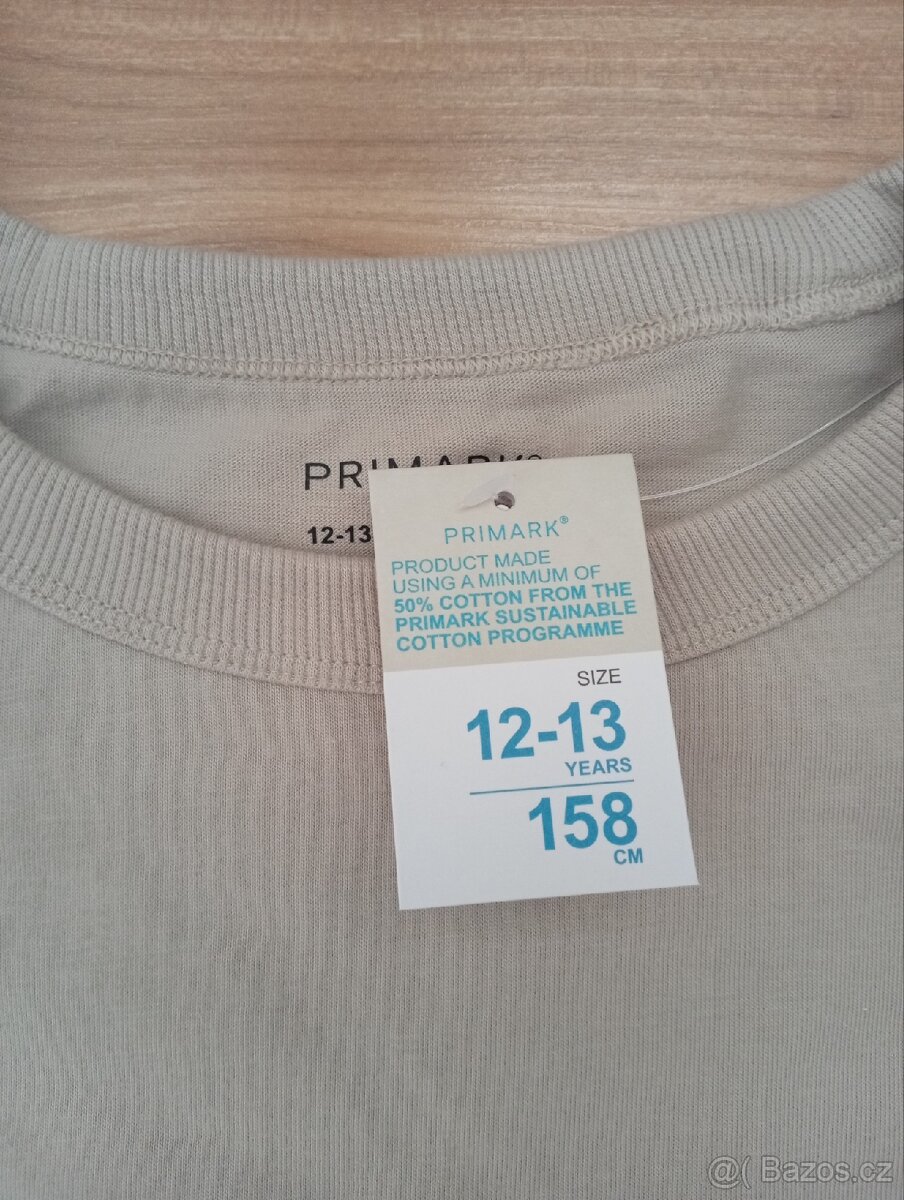 PRIMARK®
12-13
PRIMARK®
PRODUCT MADE
USING A MINIMUM OF
50% COTTON FROM THE
PRIMARK SUSTAINABLE
COTTON PROGRAMME
SIZE
12-13
YEARS
158
CM
@( Bazos.cz